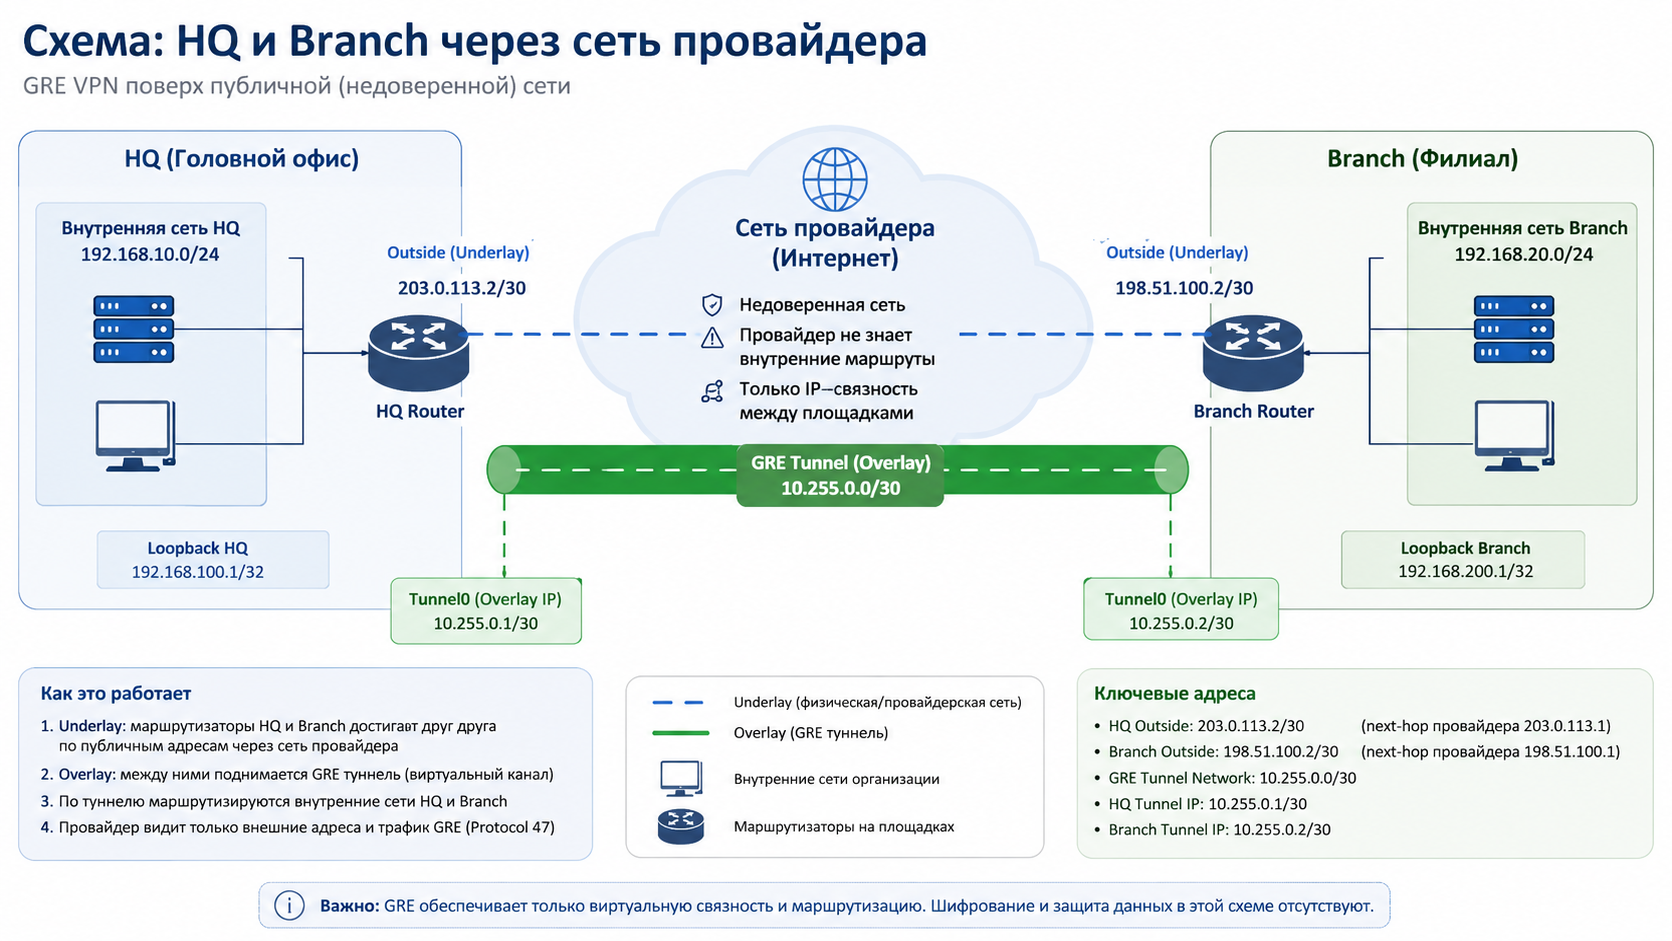 Схема: HQ и Branch через сеть провайдера
GRE VPN поверх публичной (недоверенной) сети
HQ (Головной офис)
Внутренняя сеть HQ
192.168.10.0/24
Outside (Underlay)
203.0.113.2/30
HQ Router
Loopback HQ
192.168.100.1/32
Сеть провайдера
(Интернет)
Недоверенная сеть
Провайдер не знает
внутренние маршруты
Только IP–связность
между площадками
GRE Tunnel (Overlay)
10.255.0.0/30
Tunnel0 (Overlay IP)
10.255.0.1/30
Tunnel0 (Overlay IP)
10.255.0.2/30
Branch (Филиал)
Outside (Underlay)
198.51.100.2/30
Branch Router
Внутренняя сеть Branch
192.168.20.0/24
Loopback Branch
192.168.200.1/32
Как это работает
1. Underlay: маршрутизаторы HQ и Branch достигают друг друга
по публичным адресам через сеть провайдера
2. Overlay: между ними поднимается GRE туннель (виртуальный канал)
3. По туннелю маршрутизируются внутренние сети HQ и Branch
4. Провайдер видит только внешние адреса и трафик GRE (Protocol 47)
Underlay (физическая/провайдерская сеть)
Overlay (GRE туннель)
Внутренние сети организации
Маршрутизаторы на площадках
Ключевые адреса
• HQ Outside: 203.0.113.2/30 (next-hop провайдера 203.0.113.1)
• Branch Outside: 198.51.100.2/30 (next-hop провайдера 198.51.100.1)
• GRE Tunnel Network: 10.255.0.0/30
• HQ Tunnel IP: 10.255.0.1/30
• Branch Tunnel IP: 10.255.0.2/30
Важно: GRE обеспечивает только виртуальную связность и маршрутизацию. Шифрование и защита данных в этой схеме отсутствуют.